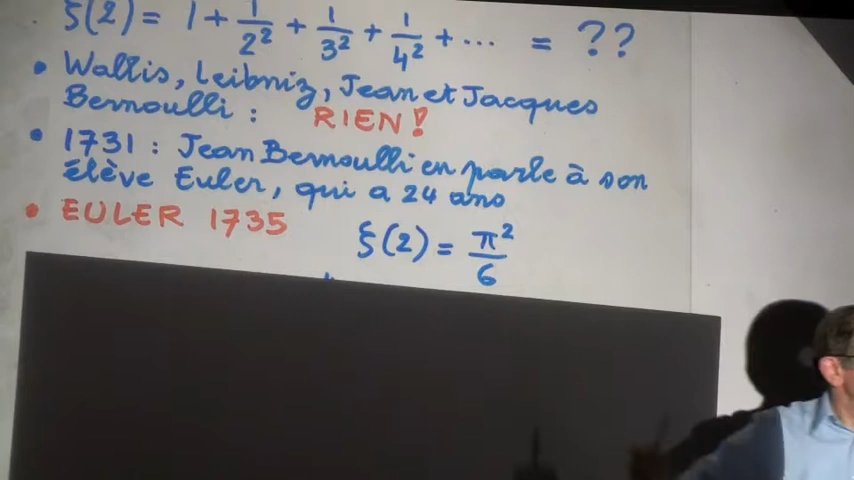 ζ(2) = 1 + 1/2² + 1/3² + 1/4² + ... = ??
• Wallis, Leibniz, Jean et Jacques
Bernoulli : RIEN !
• 1731 : Jean Bernoulli en parle à son
élève Euler, qui a 24 ans
• EULER 1735
ζ(2) = π²/6